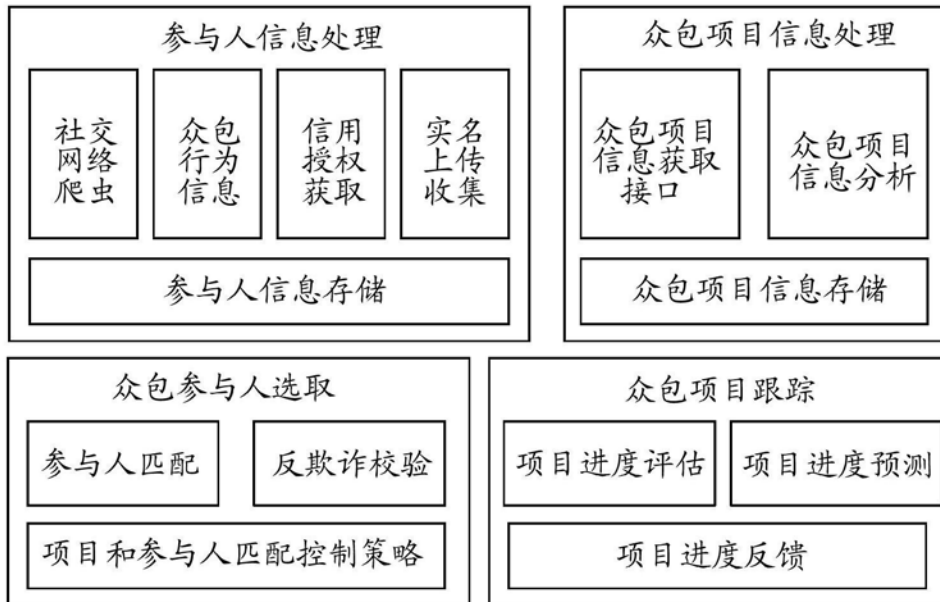 参与人信息处理
社交
网络
爬虫
众包
行为
信息
信用
授权
获取
实名
上传
收集
参与人信息存储
众包项目信息处理
众包项目
信息获取
接口
众包项目
信息分析
众包项目信息存储
众包参与人选取
参与人匹配
反欺诈校验
项目和参与人匹配控制策略
众包项目跟踪
项目进度评估
项目进度预测
项目进度反馈